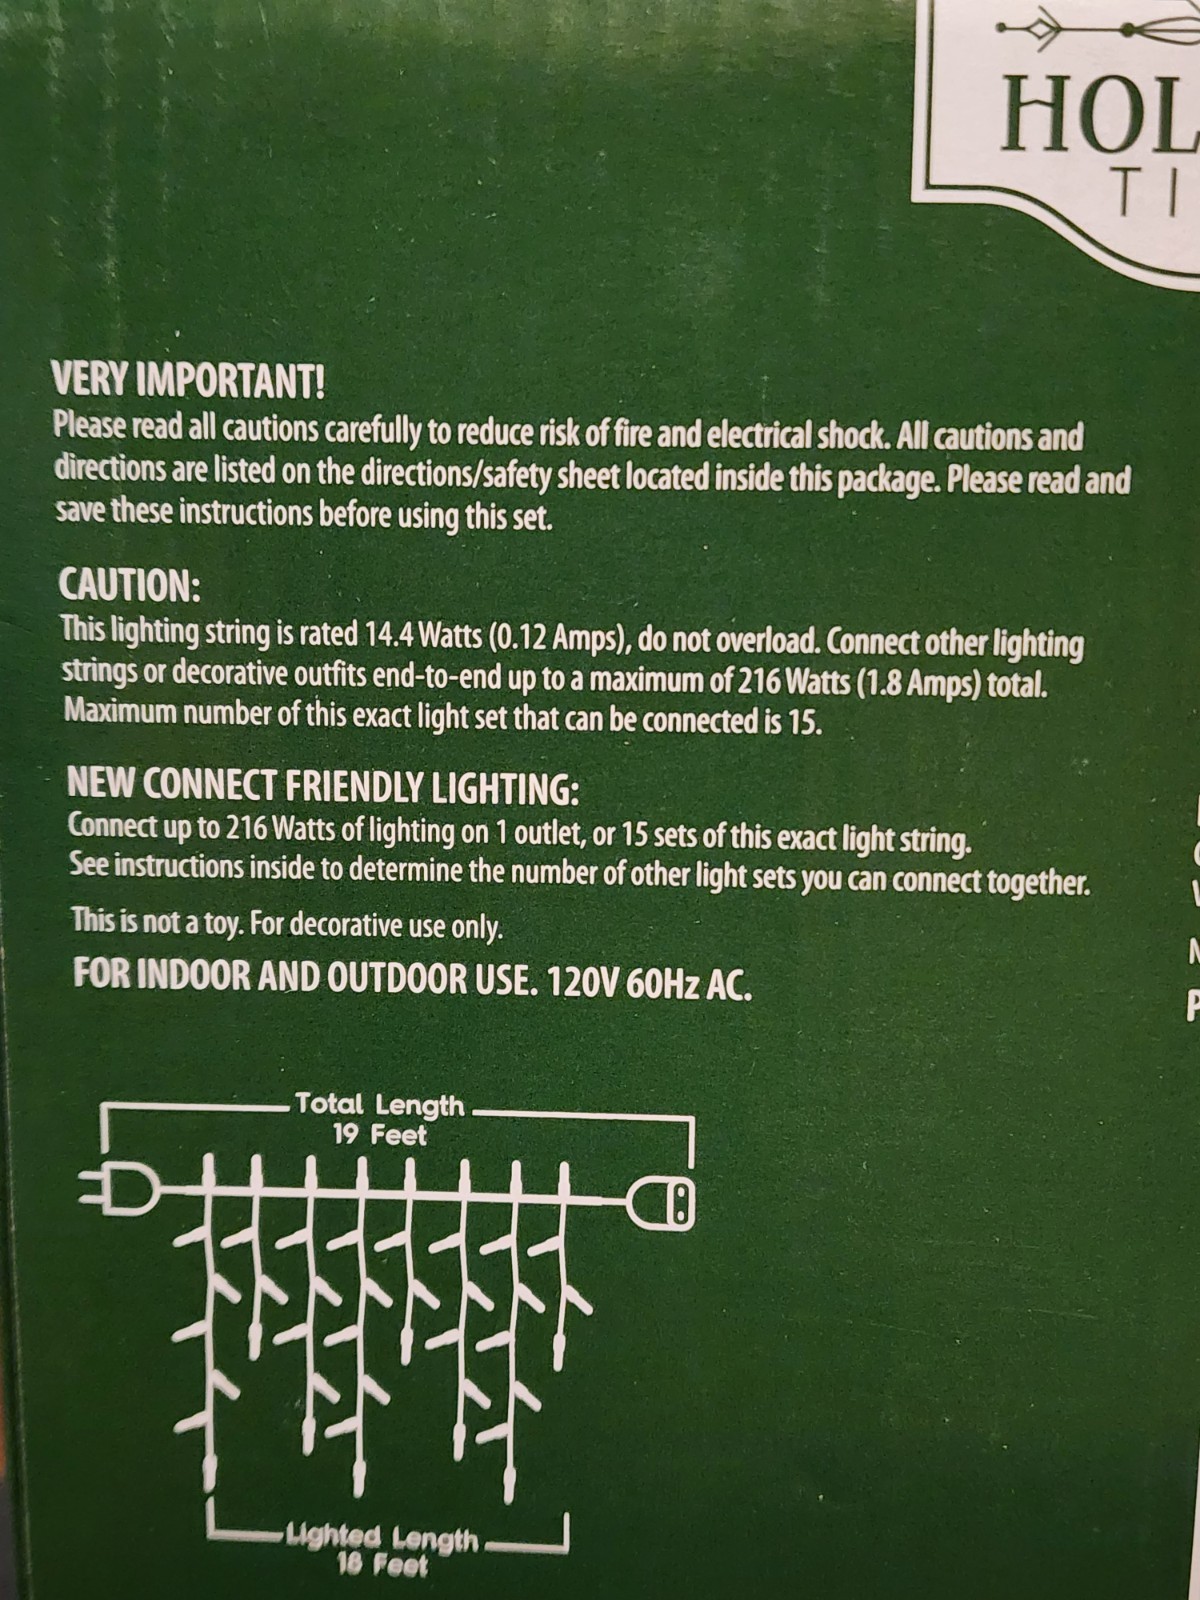 HOL
TI
VERY IMPORTANT!
Please read all cautions carefully to reduce risk of fire and electrical shock. All cautions and
directions are listed on the directions/safety sheet located inside this package. Please read and
save these instructions before using this set.
CAUTION:
This lighting string is rated 14.4 Watts (0.12 Amps), do not overload. Connect other lighting
strings or decorative outfits end-to-end up to a maximum of 216 Watts (1.8 Amps) total.
Maximum number of this exact light set that can be connected is 15.
NEW CONNECT FRIENDLY LIGHTING:
Connect up to 216 Watts of lighting on 1 outlet, or 15 sets of this exact light string.
See instructions inside to determine the number of other light sets you can connect together.
This is not a toy. For decorative use only.
FOR INDOOR AND OUTDOOR USE. 120V 60Hz AC.
Total Length
19 Feet
Lighted Length
18 Feet